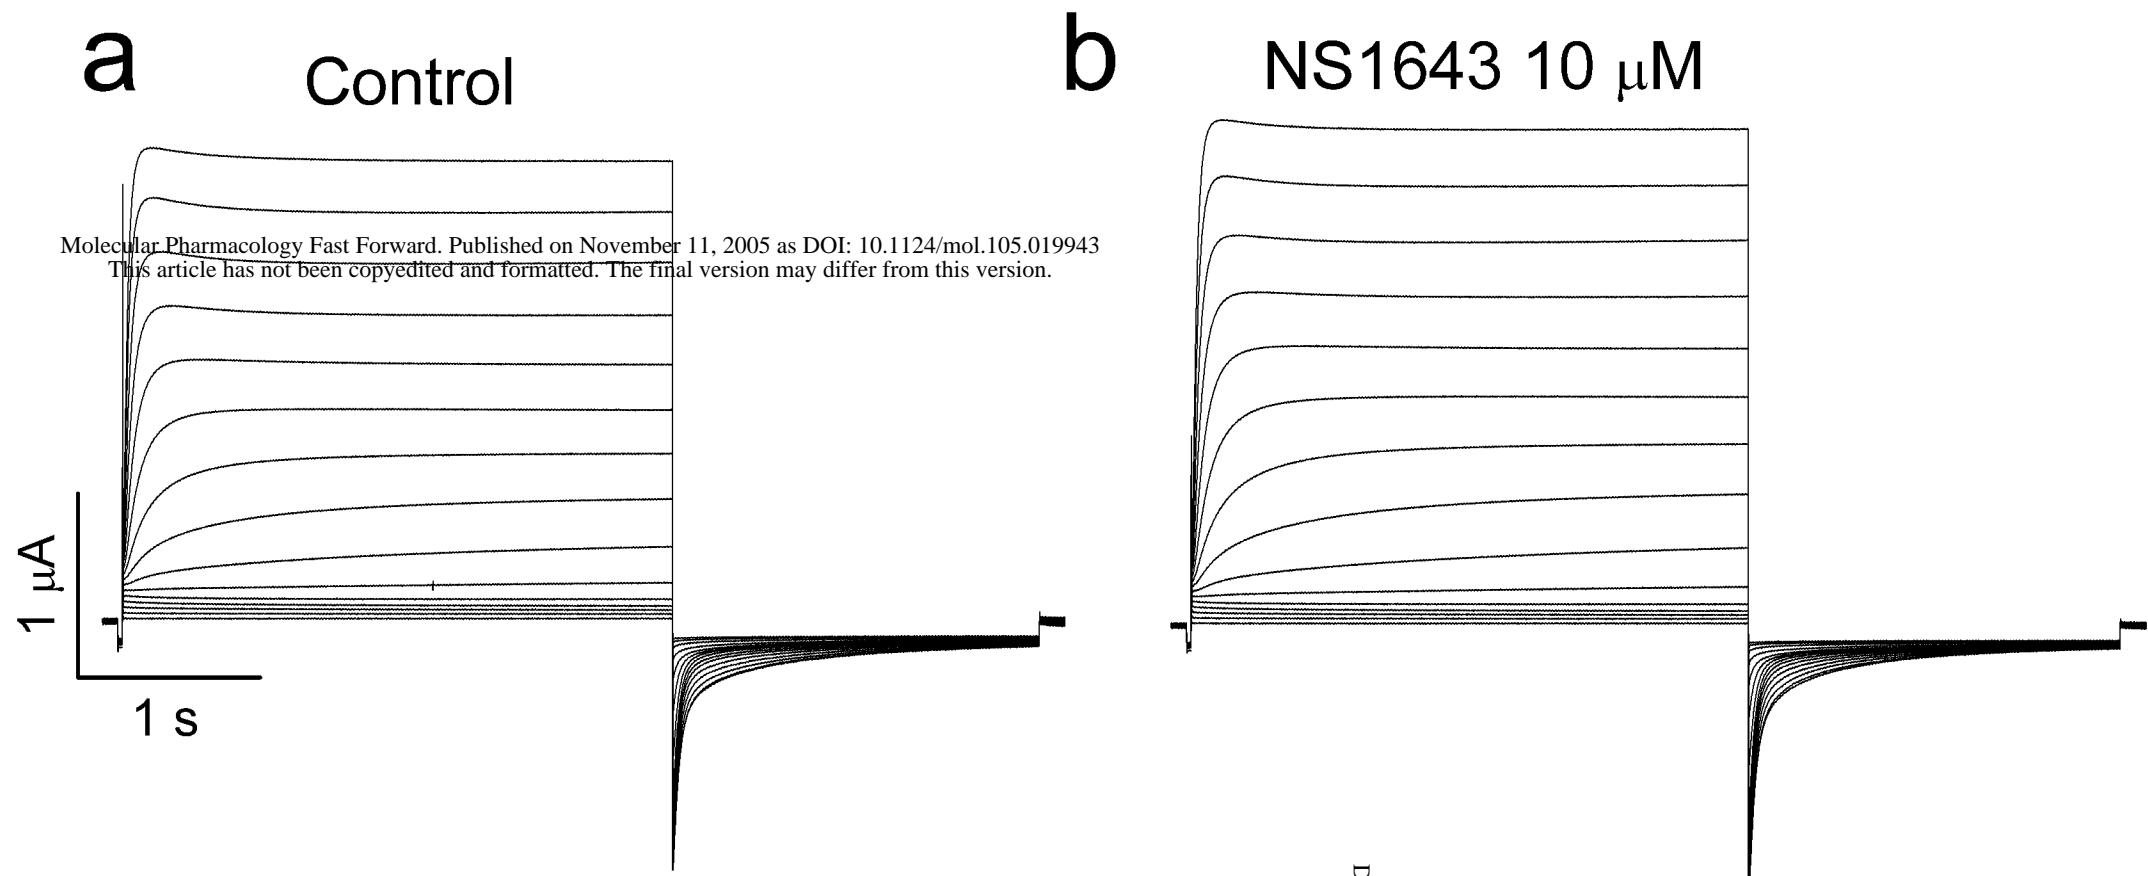 a
Control
b
NS1643 10 μM
Molecular Pharmacology Fast Forward. Published on November 11, 2005 as DOI: 10.1124/mol.105.019943
This article has not been copyedited and formatted. The final version may differ from this version.
1 μA
1 s